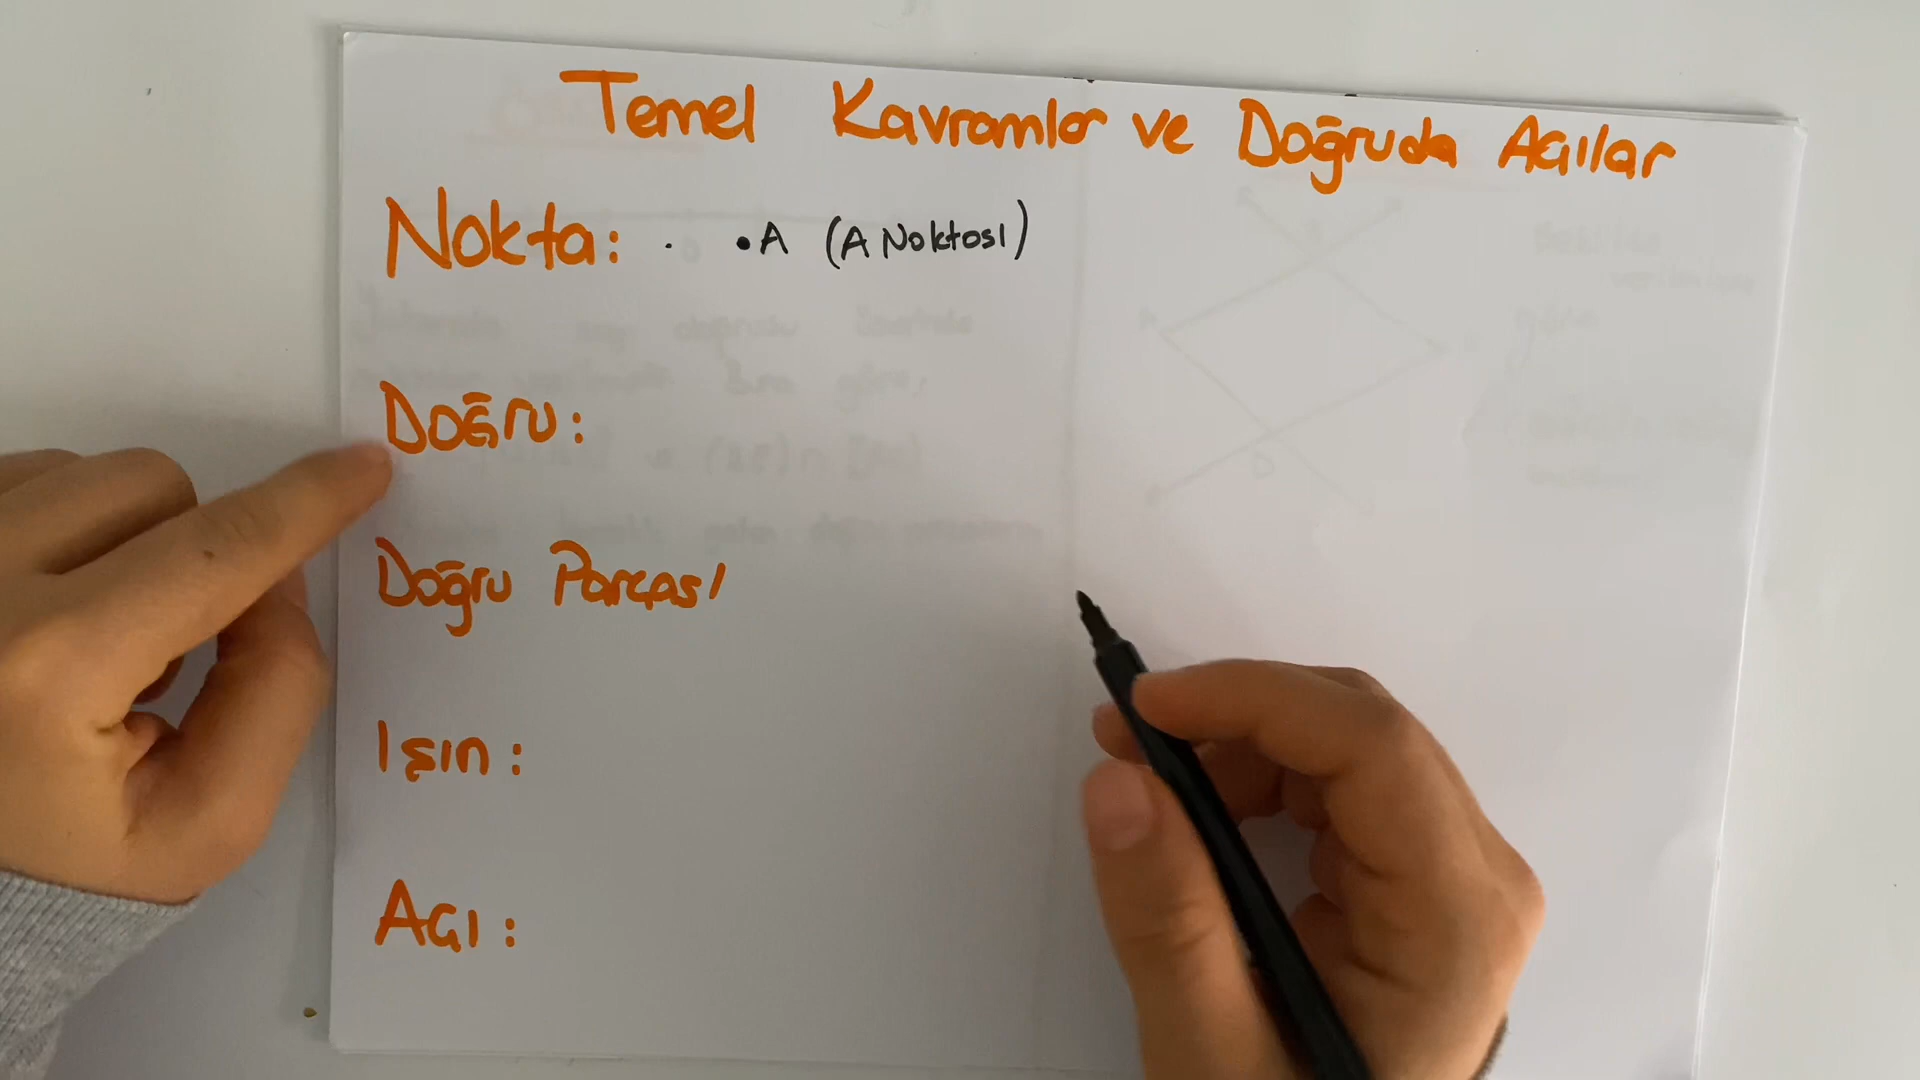 Temel Kavramlar ve Doğruda Açılar
Nokta: . •A (A Noktası)
Doğru:
Doğru Parçası
Işın:
Açı: